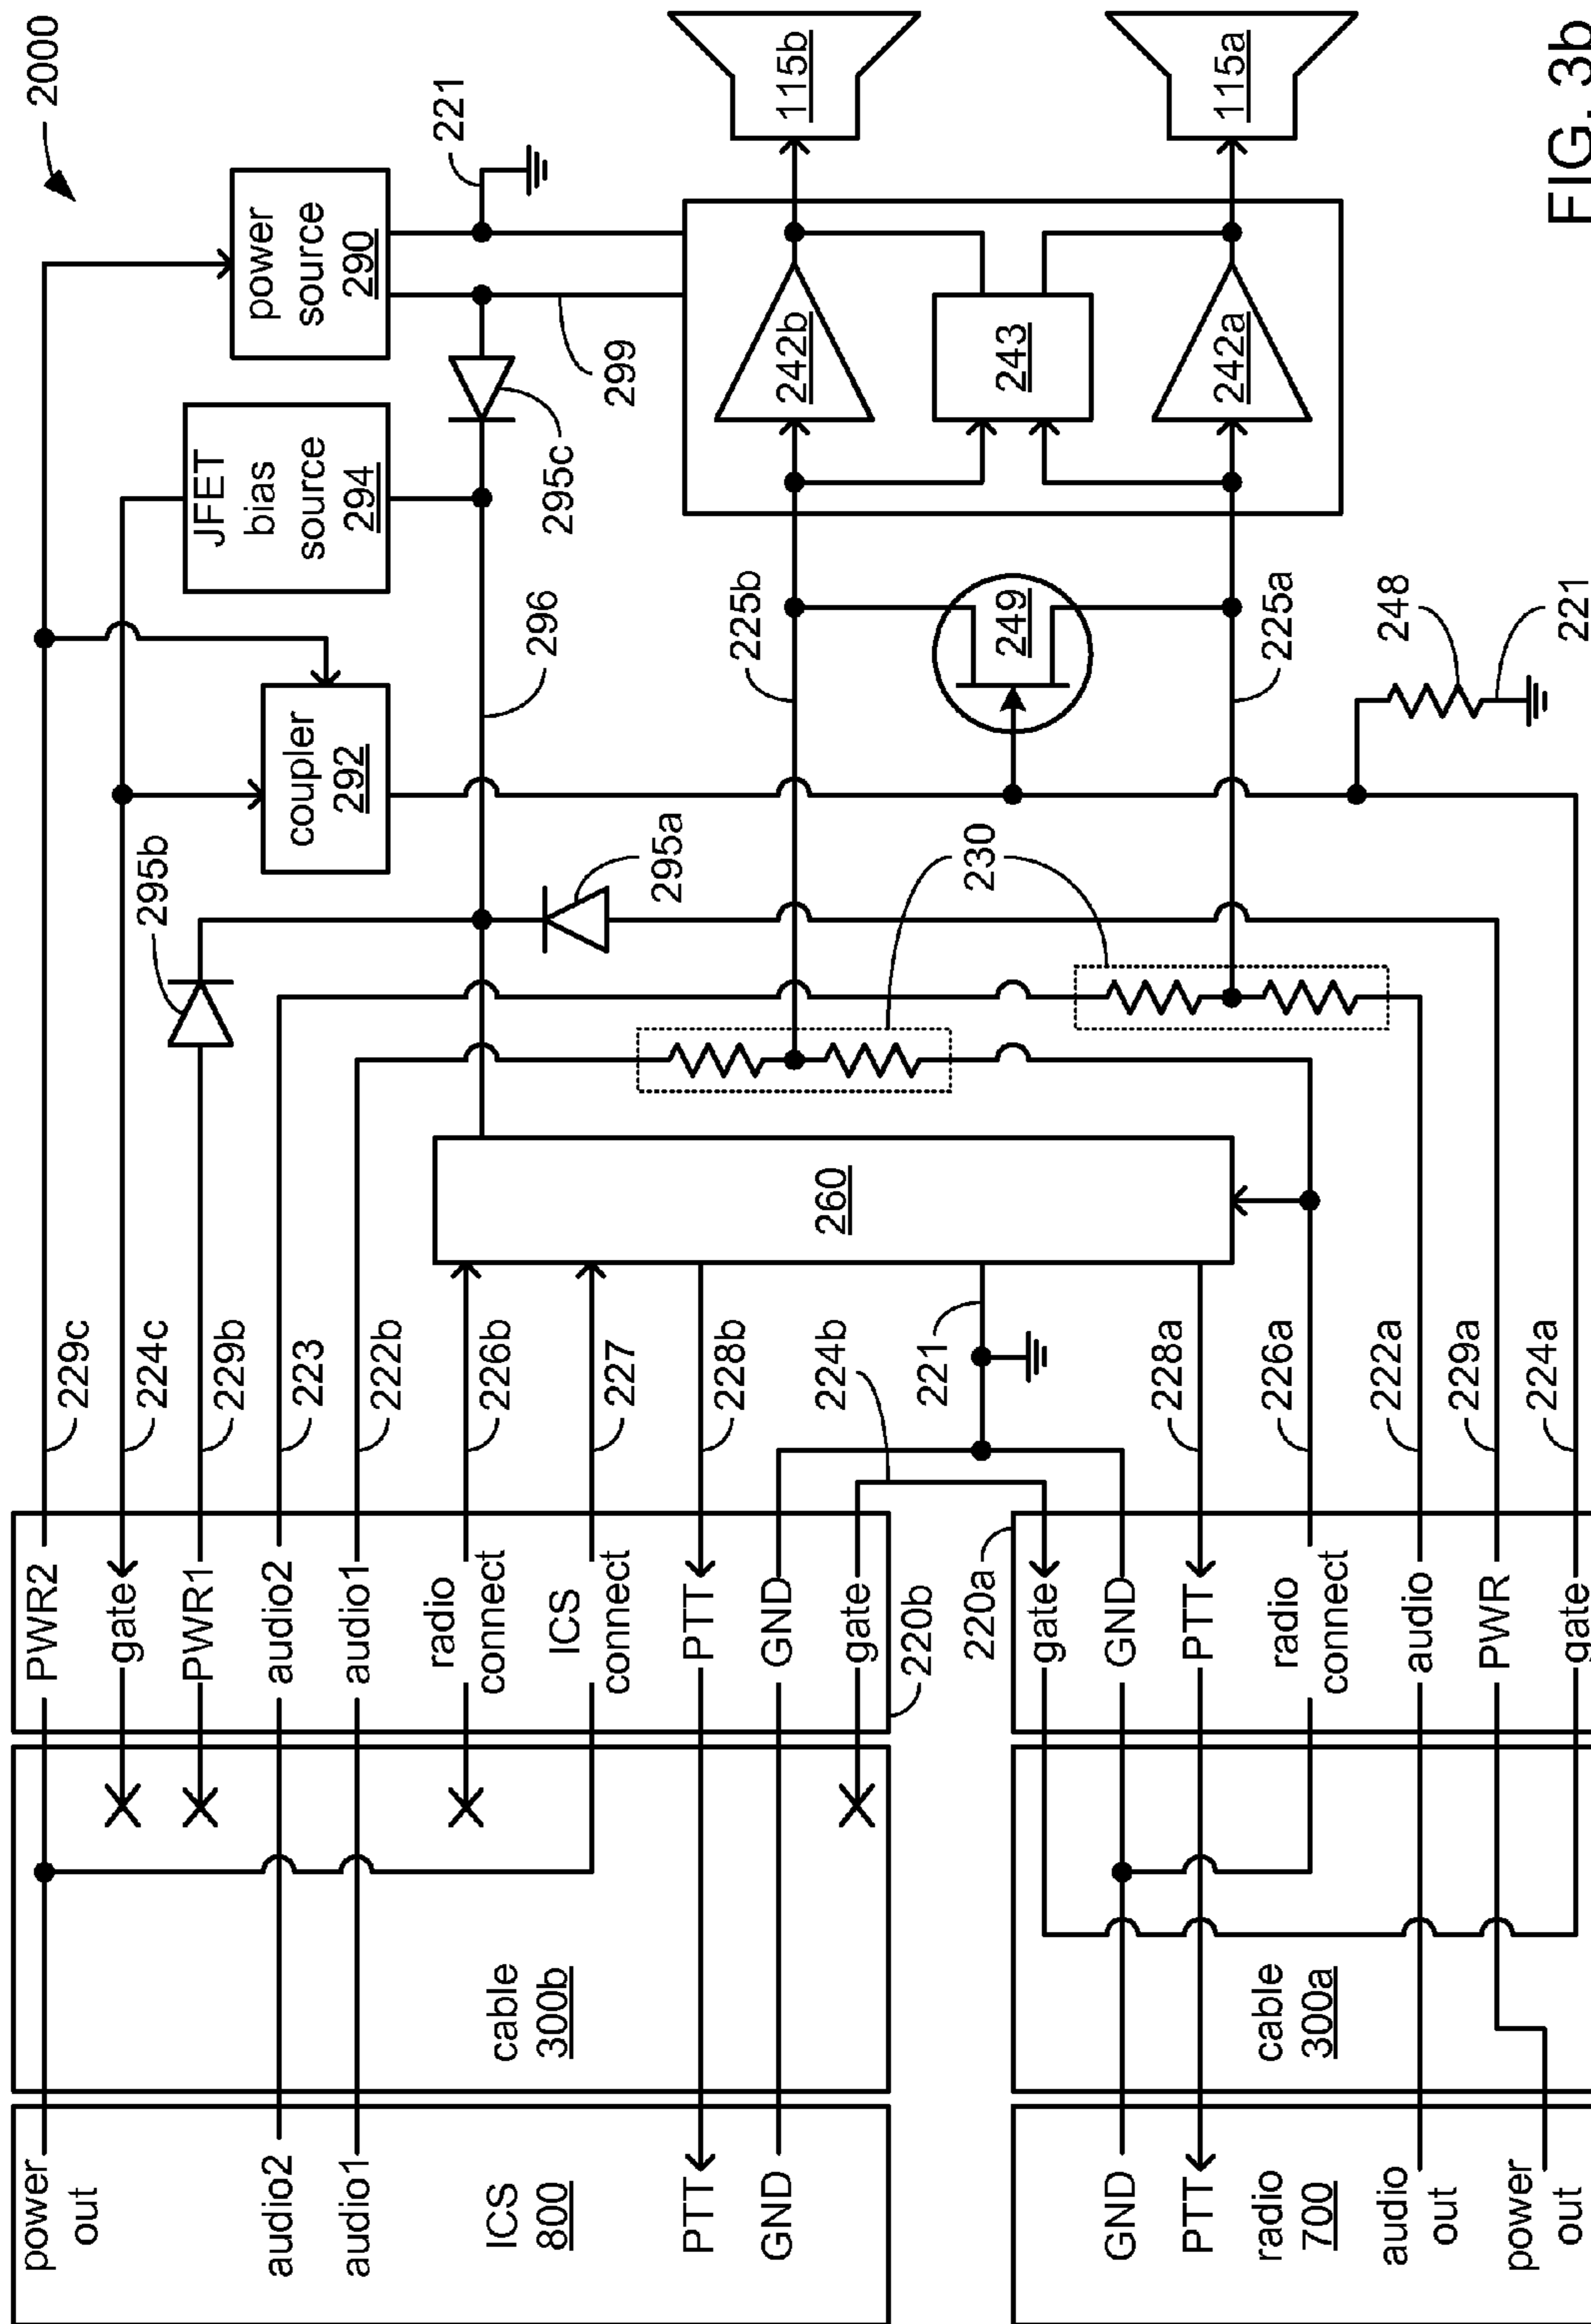 2000
power
out
PWR2
229c
power
source
290
gate
224c
JFET
bias
source
294
221
PWR1
229b
295b
coupler
292
audio2
audio2
223
audio1
audio1
222b
radio
connect
226b
296
295c
299
ICS
800
cable
300b
ICS
connect
227
295a
PTT
PTT
228b
225b
242b
115b
GND
GND
224b
260
gate
220b
221
230
249
243
220a
gate
GND
GND
PTT
PTT
228a
225a
242a
115a
radio
700
cable
300a
radio
connect
226a
audio
out
audio
222a
248
power
out
PWR
229a
gate
224a
221
FIG. 3b